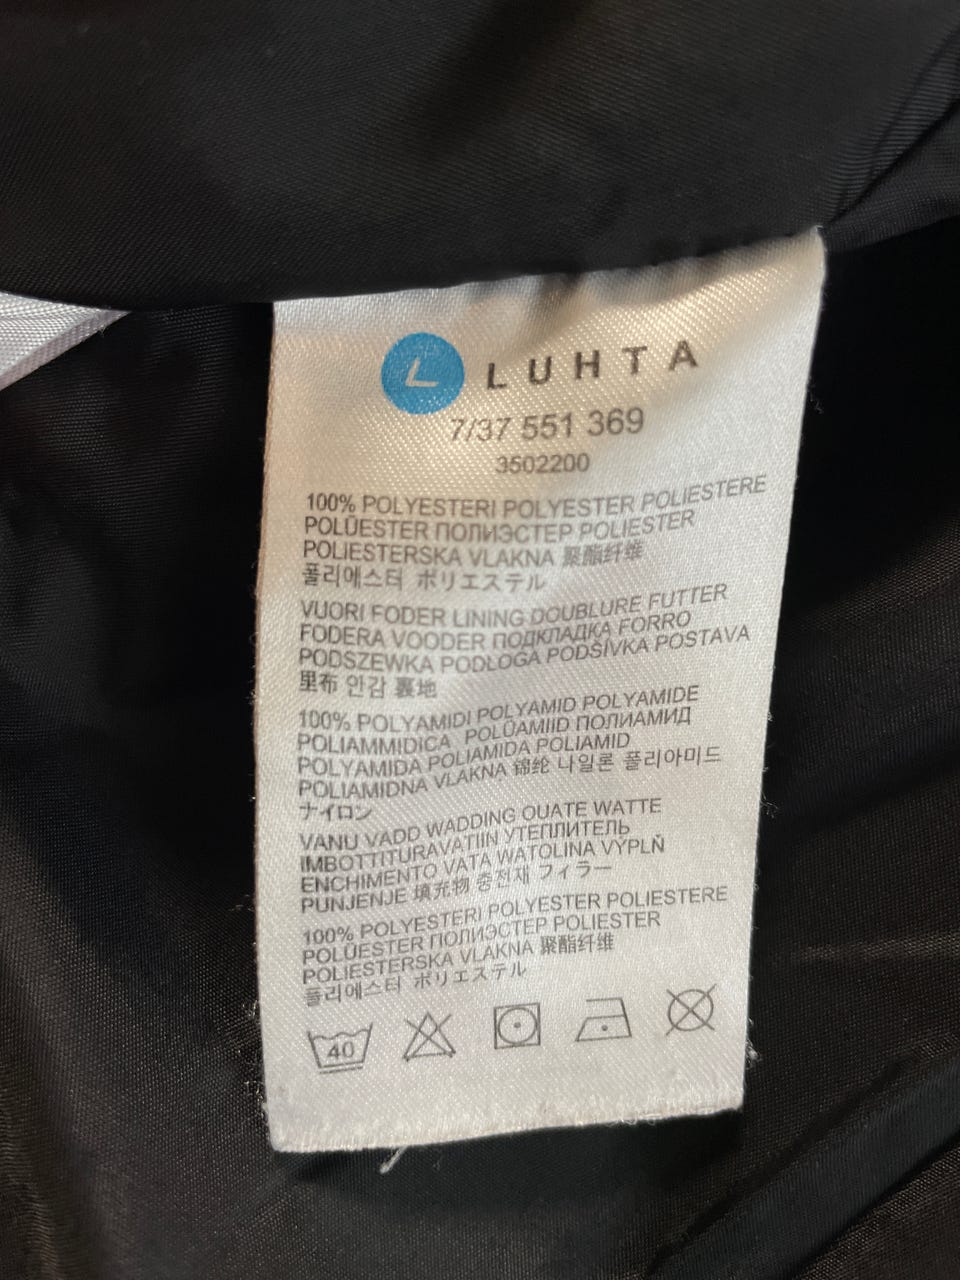 L LUHTA
7/37 551 369
3502200
100% POLYESTERI POLYESTER POLIESTERE
POLÜESTER ПОЛИЭСТЕР POLIESTER
POLIESTERSKA VLAKNA 聚酯纤维
폴리에스터 ポリエステル
VUORI FODER LINING DOUBLURE FUTTER
FODERA VOODER ПОДКЛАДКА FORRO
PODSZEWKA PODŁOGA PODŠÍVKA POSTAVA
里布 안감 裏地
100% POLYAMIDI POLYAMID POLYAMIDE
POLIAMMIDICA POLÜAMIID ПОЛИАМИД
POLYAMIDA POLIAMIDA POLIAMID
POLIAMIDNA VLAKNA 锦纶 나일론 폴리아미드
ナイロン
VANU VADD WADDING OUATE WATTE
IMBOTTITURAVATIIN УТЕПЛИТЕЛЬ
ENCHIMENTO VATA WATOLINA VÝPLŇ
PUNJENJE 填充物 충전재 フィラー
100% POLYESTERI POLYESTER POLIESTERE
POLÜESTER ПОЛИЭСТЕР POLIESTER
POLIESTERSKA VLAKNA 聚酯纤维
폴리에스터 ポリエステル
40